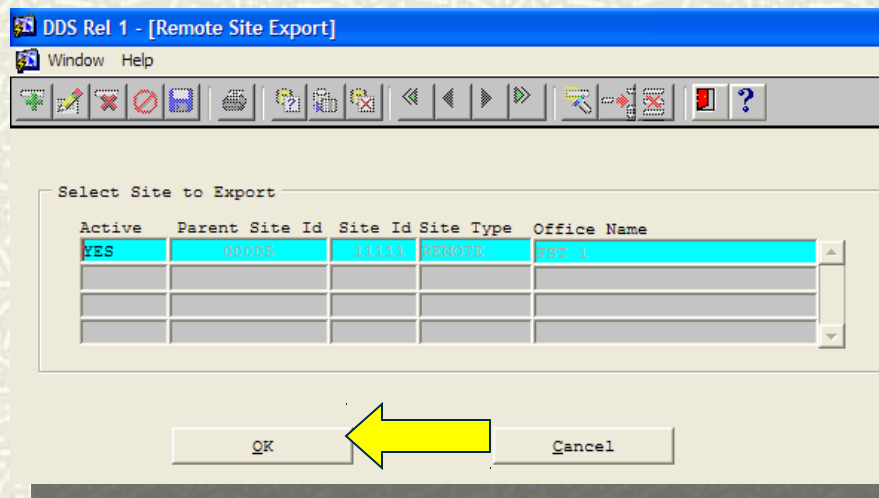 DDS Rel 1 - [Remote Site Export]
Window Help
?
Select Site to Export
Active Parent Site Id Site Id Site Type Office Name
YES 00005 11111 REMOTE FST 1
OK Cancel